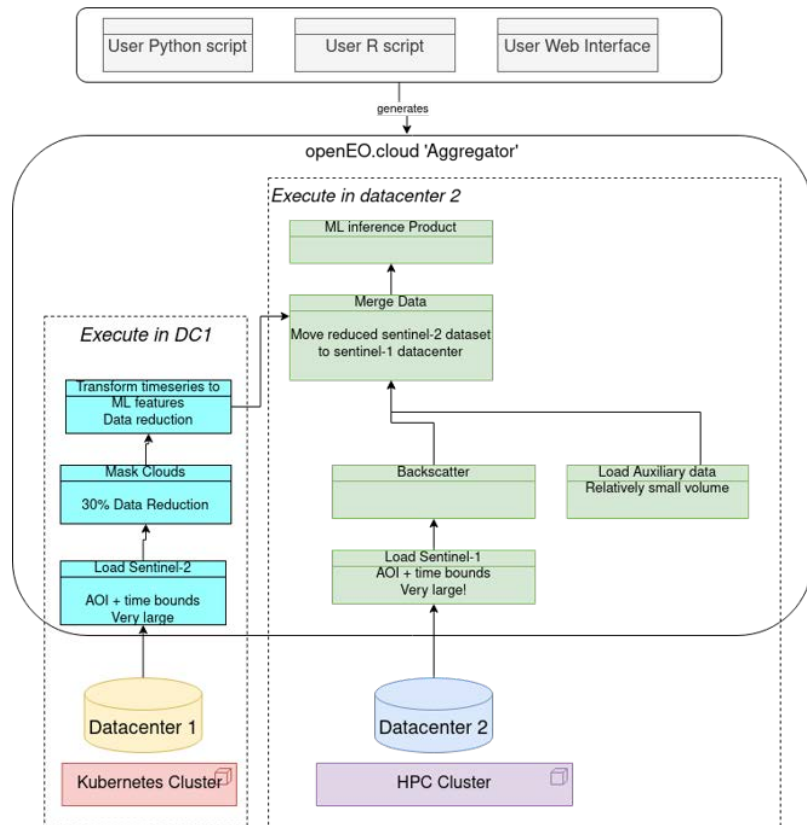 User Python script
User R script
User Web Interface
generates
openEO.cloud 'Aggregator'
Execute in datacenter 2
ML inference Product
Merge Data
Move reduced sentinel-2 dataset
to sentinel-1 datacenter
Execute in DC1
Transform timeseries to
ML features
Data reduction
Mask Clouds
30% Data Reduction
Backscatter
Load Auxiliary data
Relatively small volume
Load Sentinel-2
AOI + time bounds
Very large
Load Sentinel-1
AOI + time bounds
Very large!
Datacenter 1
Datacenter 2
Kubernetes Cluster
HPC Cluster